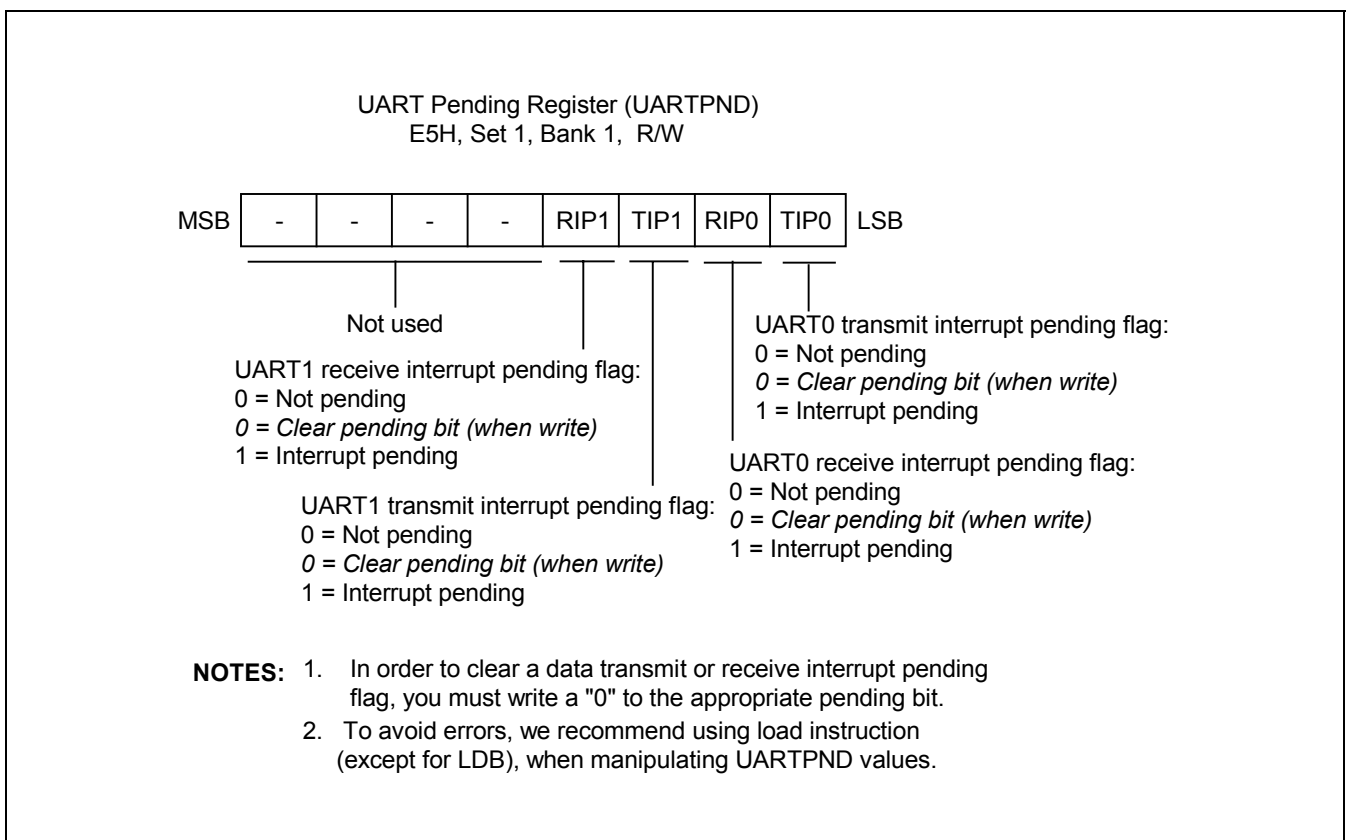 UART Pending Register (UARTPND)
E5H, Set 1, Bank 1, R/W
MSB - - - - RIP1 TIP1 RIP0 TIP0 LSB
Not used
UART1 receive interrupt pending flag:
0 = Not pending
0 = Clear pending bit (when write)
1 = Interrupt pending
UART1 transmit interrupt pending flag:
0 = Not pending
0 = Clear pending bit (when write)
1 = Interrupt pending
UART0 transmit interrupt pending flag:
0 = Not pending
0 = Clear pending bit (when write)
1 = Interrupt pending
UART0 receive interrupt pending flag:
0 = Not pending
0 = Clear pending bit (when write)
1 = Interrupt pending
NOTES: 1. In order to clear a data transmit or receive interrupt pending
flag, you must write a "0" to the appropriate pending bit.
2. To avoid errors, we recommend using load instruction
(except for LDB), when manipulating UARTPND values.